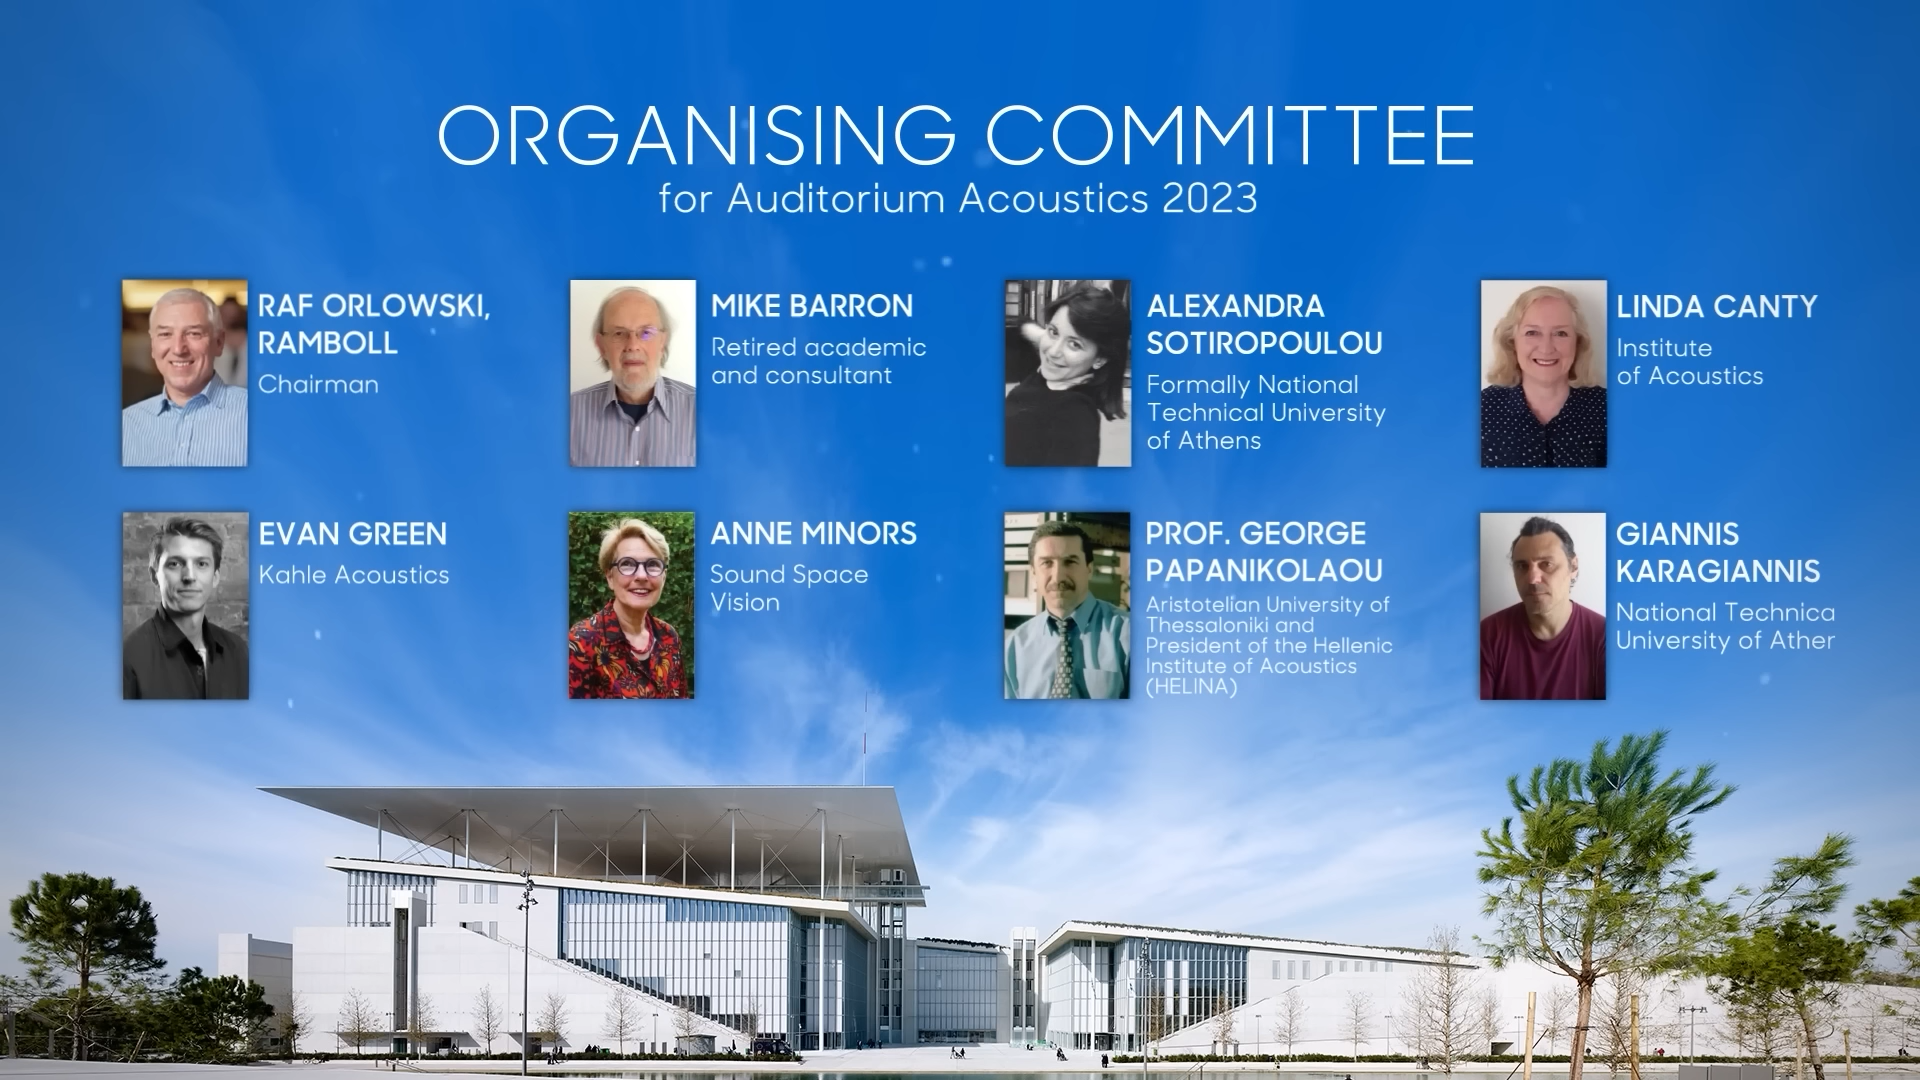 ORGANISING COMMITTEE
for Auditorium Acoustics 2023
RAF ORLOWSKI,
RAMBOLL
Chairman
MIKE BARRON
Retired academic
and consultant
ALEXANDRA
SOTIROPOULOU
Formally National
Technical University
of Athens
LINDA CANTY
Institute
of Acoustics
EVAN GREEN
Kahle Acoustics
ANNE MINORS
Sound Space
Vision
PROF. GEORGE
PAPANIKOLAOU
Aristotelian University of
Thessaloniki and
President of the Hellenic
Institute of Acoustics
(HELINA)
GIANNIS
KARAGIANNIS
National Technica
University of Ather